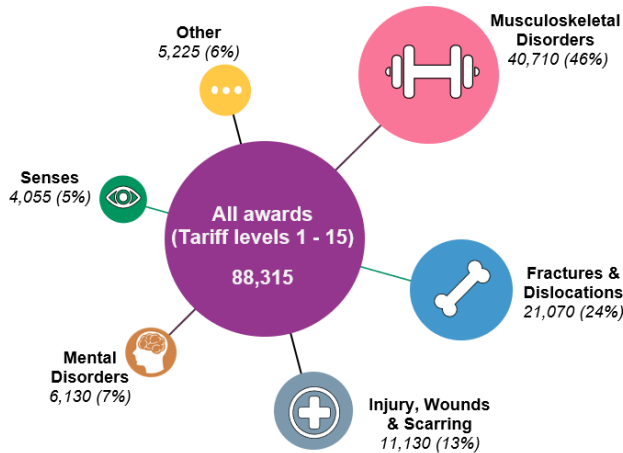 Musculoskeletal
Disorders
40,710 (46%)
Other
5,225 (6%)
Senses
4,055 (5%)
All awards
(Tariff levels 1 - 15)
88,315
Fractures &
Dislocations
21,070 (24%)
Mental
Disorders
6,130 (7%)
Injury, Wounds
& Scarring
11,130 (13%)